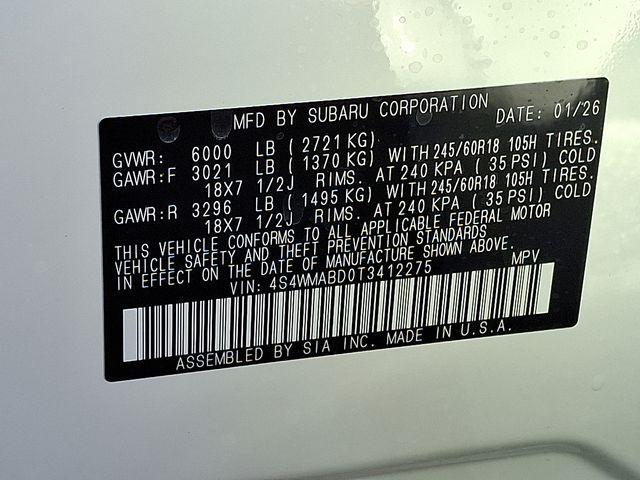 MFD BY SUBARU CORPORATION DATE: 01/26
GVWR: 6000 LB ( 2721 KG)
GAWR:F 3021 LB ( 1370 KG) WITH 245/60R18 105H TIRES.
18X7 1/2J RIMS. AT 240 KPA ( 35 PSI) COLD
GAWR:R 3296 LB ( 1495 KG) WITH 245/60R18 105H TIRES.
18X7 1/2J RIMS. AT 240 KPA ( 35 PSI) COLD
THIS VEHICLE CONFORMS TO ALL APPLICABLE FEDERAL MOTOR
VEHICLE SAFETY AND THEFT PREVENTION STANDARDS
IN EFFECT ON THE DATE OF MANUFACTURE SHOWN ABOVE.
VIN: 4S4WMABD0T3412275 MPV
ASSEMBLED BY SIA INC. MADE IN U.S.A.